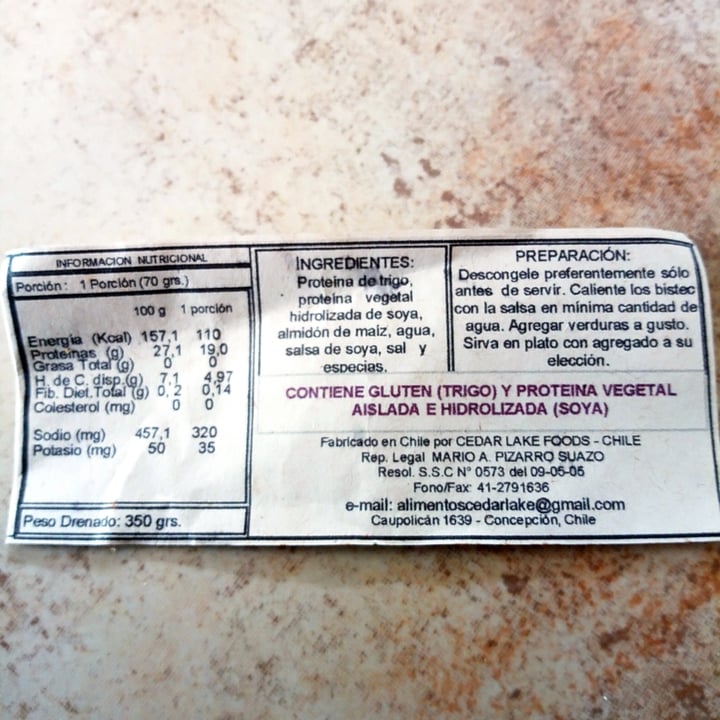 INFORMACION NUTRICIONAL
Porción: 1 Porción (70 grs.)
100 g 1 porción
Energía (Kcal) 157,1 110
Proteínas (g) 27,1 19,0
Grasa Total (g) 0 0
H. de C. disp.(g) 7,1 4,97
Fib. Diet.Total (g) 0,2 0,14
Colesterol (mg) 0 0
Sodio (mg) 457,1 320
Potasio (mg) 50 35
Peso Drenado: 350 grs.
INGREDIENTES:
Proteína de trigo,
proteína vegetal
hidrolizada de soya,
almidón de maíz, agua,
salsa de soya, sal y
especias.
PREPARACIÓN:
Descongele preferentemente sólo
antes de servir. Caliente los bistec
con la salsa en mínima cantidad de
agua. Agregar verduras a gusto.
Sirva en plato con agregado a su
elección.
CONTIENE GLUTEN (TRIGO) Y PROTEINA VEGETAL
AISLADA E HIDROLIZADA (SOYA)
Fabricado en Chile por CEDAR LAKE FOODS - CHILE
Rep. Legal MARIO A. PIZARRO SUAZO
Resol. S.S.C N° 0573 del 09-05-05
Fono/Fax: 41-2791636
e-mail: alimentoscedarlake@gmail.com
Caupolicán 1639 - Concepción, Chile